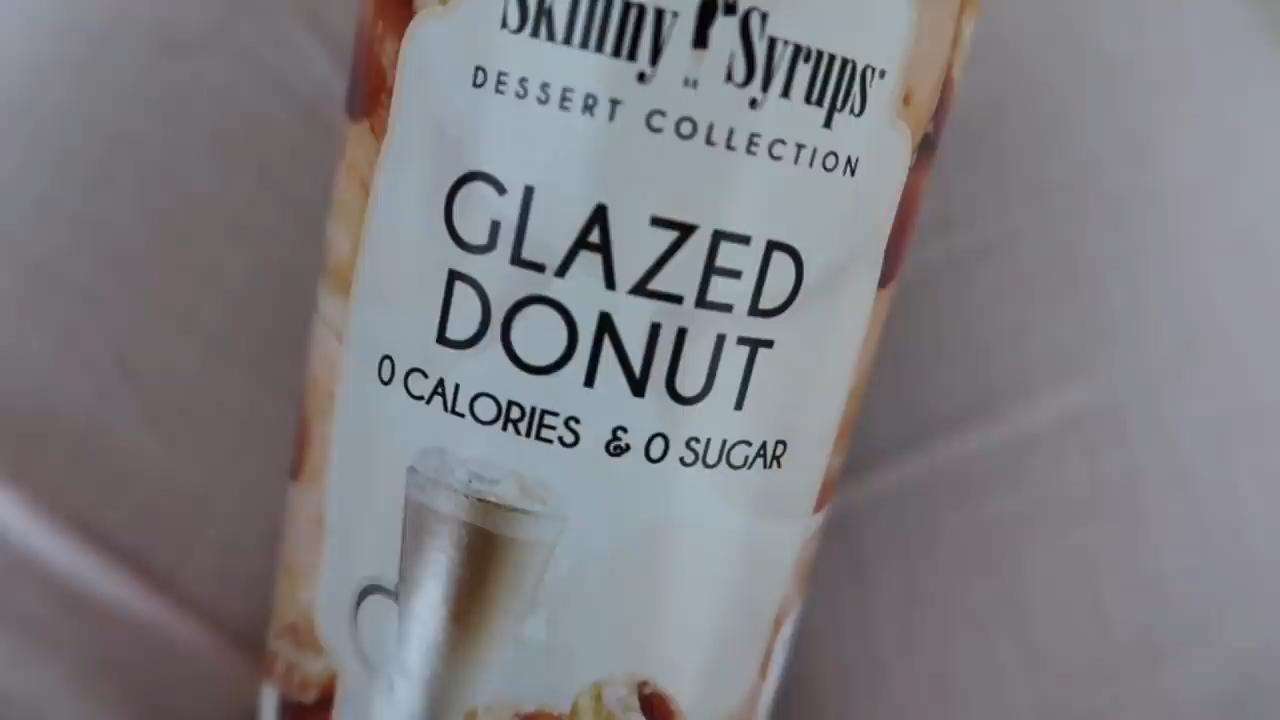 Skinny Syrups
DESSERT COLLECTION
GLAZED
DONUT
0 CALORIES & 0 SUGAR